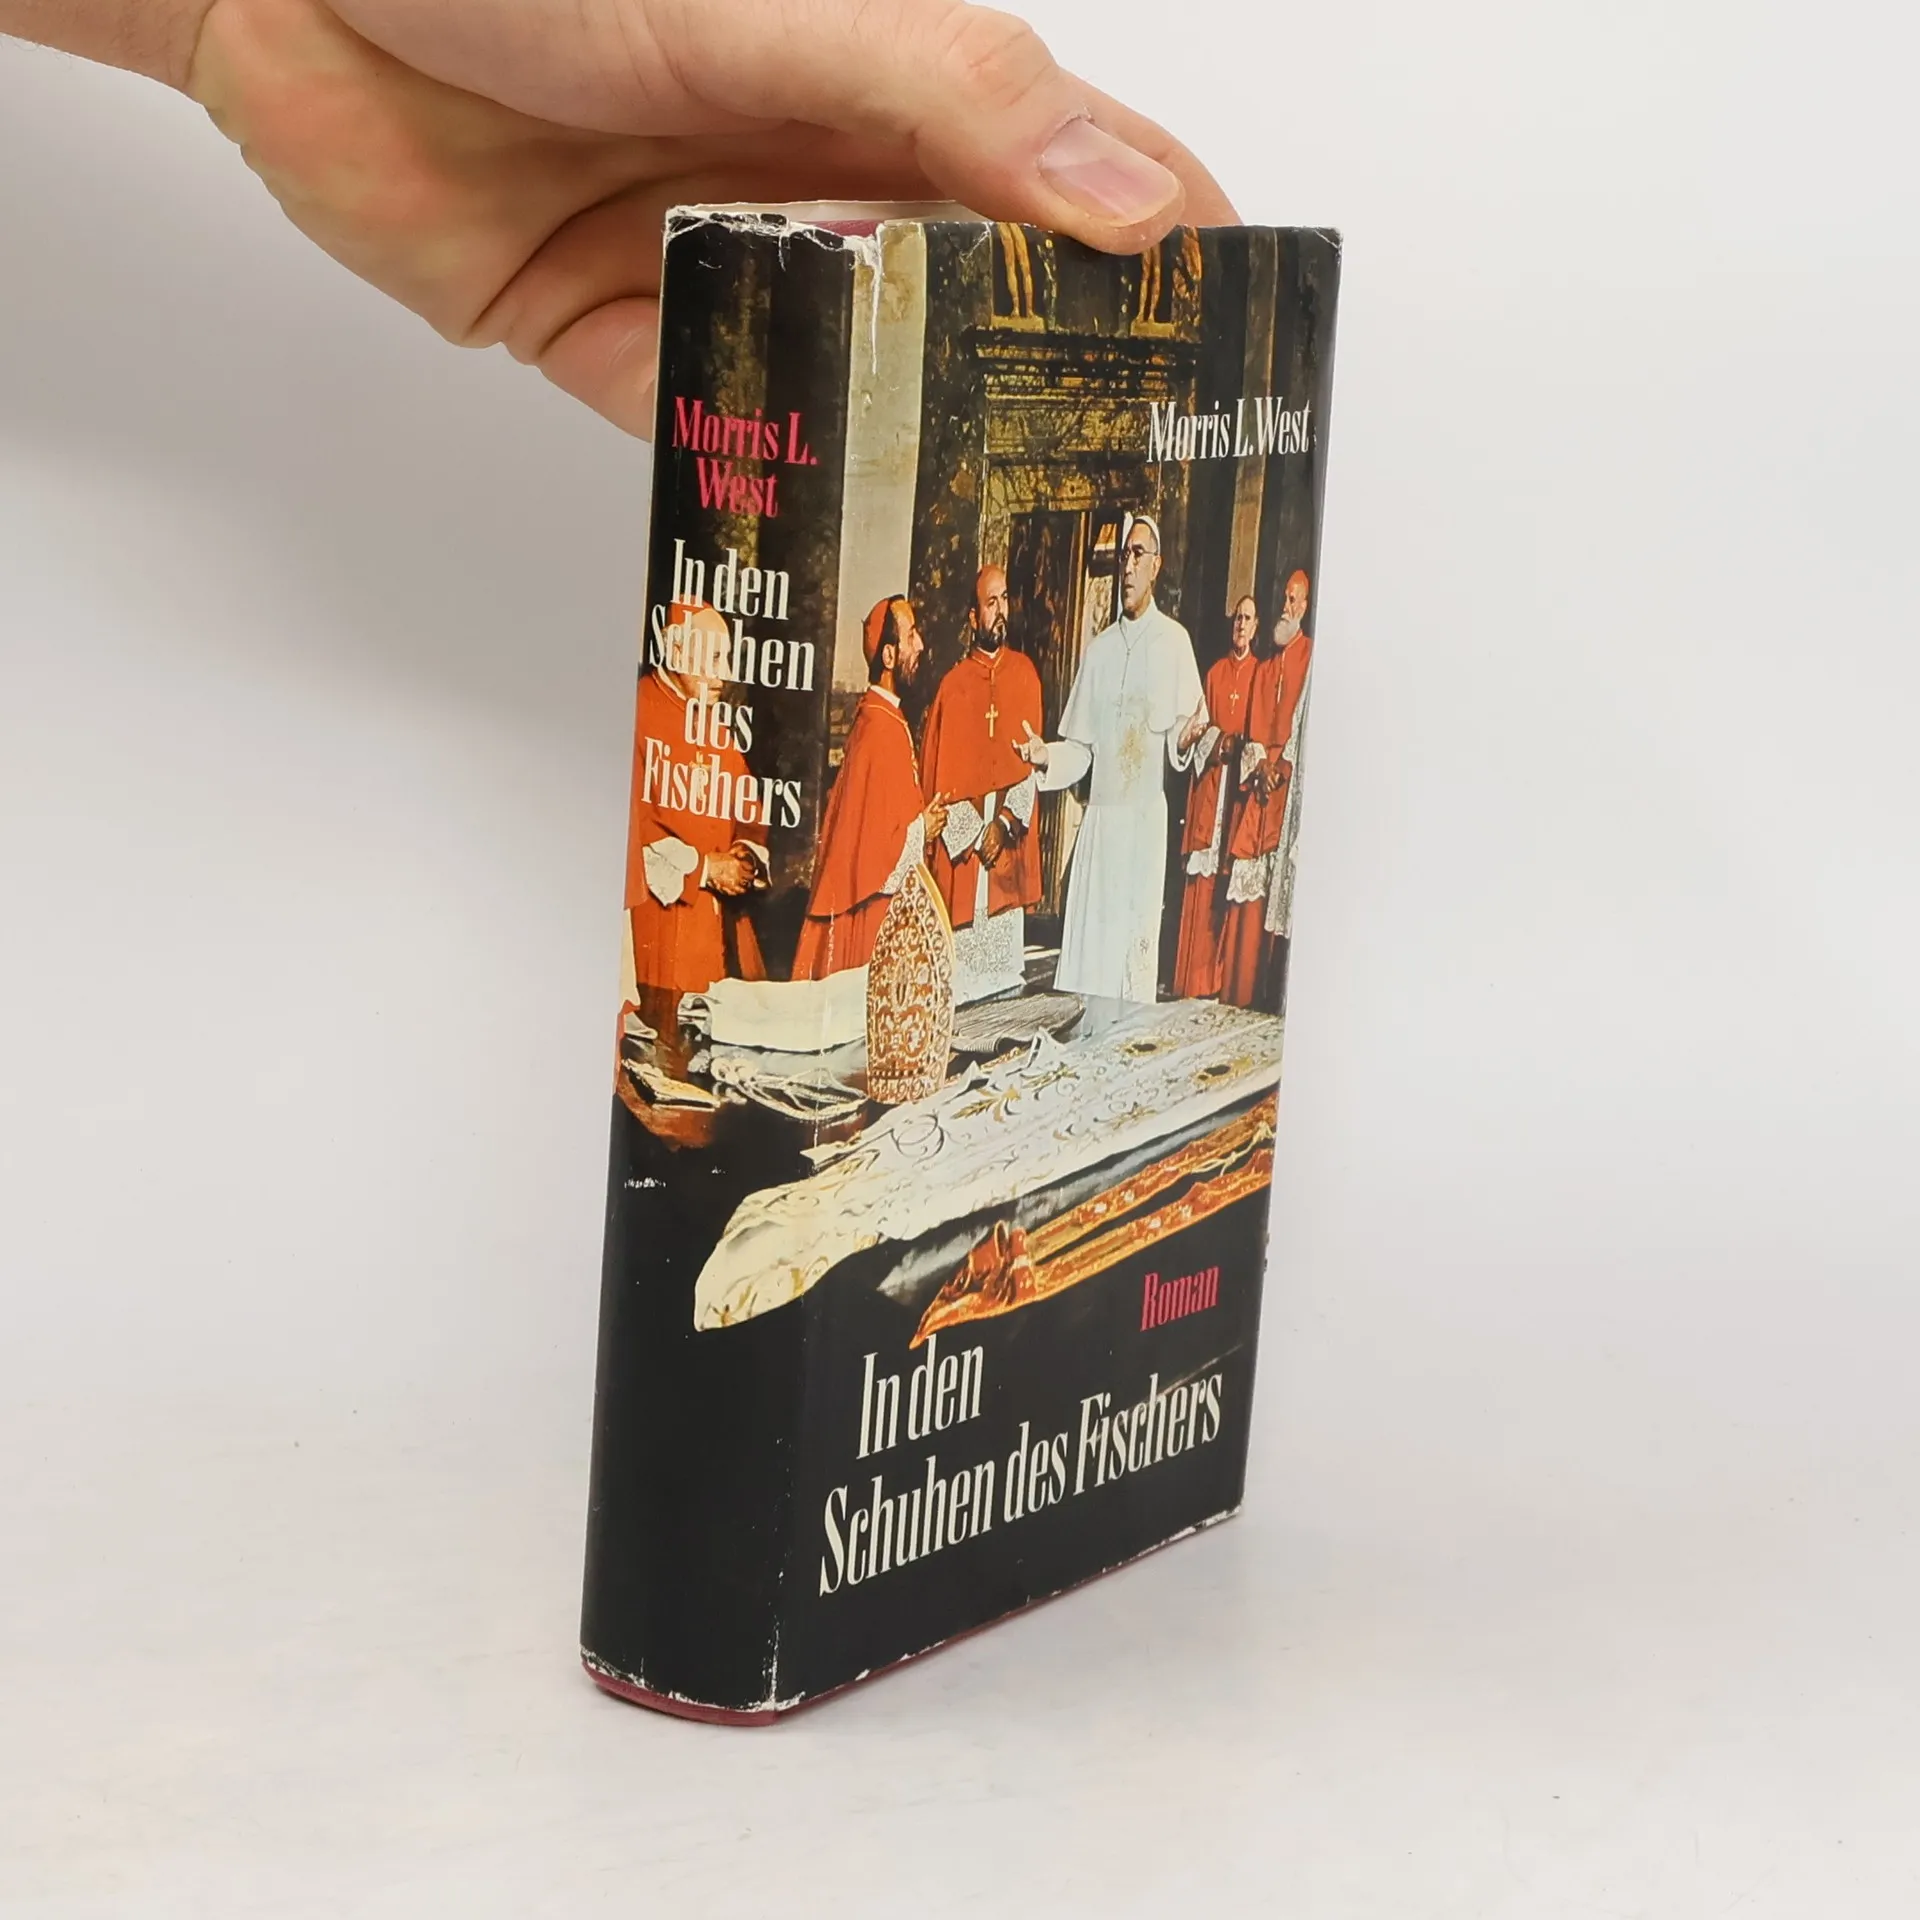 Morris L.
West
In den
Schuhen
des
Fischers
Morris L. West
Roman
In den
Schuhen des Fischers